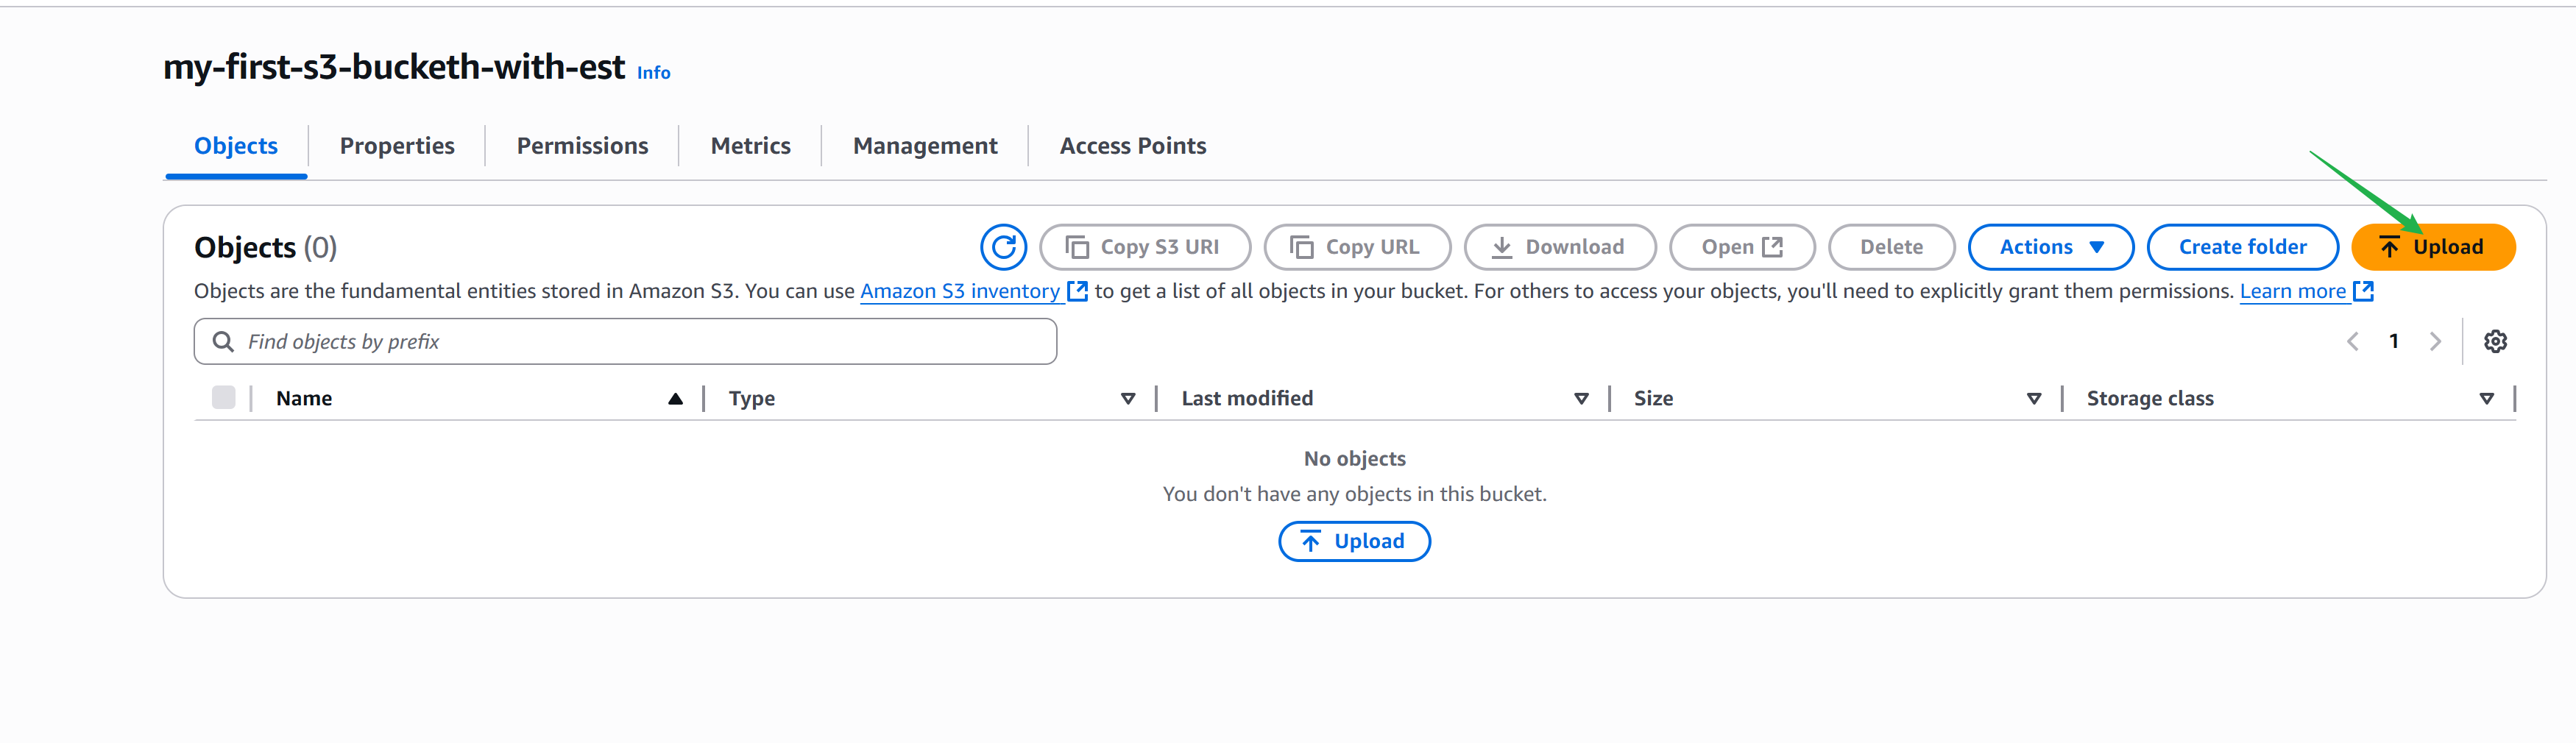 my-first-s3-bucketh-with-est Info
Objects Properties Permissions Metrics Management Access Points
Objects (0) Copy S3 URI Copy URL Download Open Delete Actions Create folder Upload
Objects are the fundamental entities stored in Amazon S3. You can use Amazon S3 inventory to get a list of all objects in your bucket. For others to access your objects, you'll need to explicitly grant them permissions. Learn more
Find objects by prefix 1
Name Type Last modified Size Storage class
No objects
You don't have any objects in this bucket.
Upload